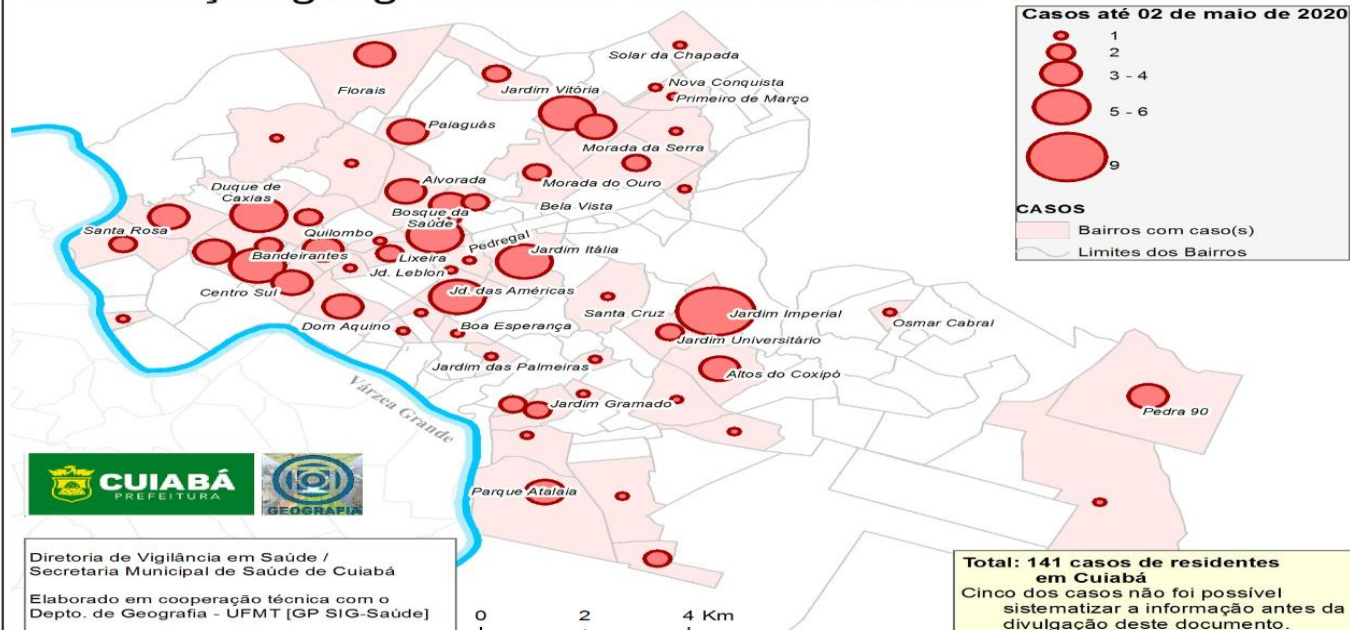 Casos até 02 de maio de 2020
1
2
3 - 4
5 - 6
9
CASOS
Bairros com caso(s)
Limites dos Bairros
Solar da Chapada
Nova Conquista
Primeiro de Março
Florais
Jardim Vitória
Paiaguás
Morada da Serra
Morada do Ouro
Alvorada
Duque de
Caxias
Bosque da
Saúde
Bela Vista
Santa Rosa
Quilombo
Pedregal
Jardim Itália
Bandeirantes
Lixeira
Jd. Leblon
Centro Sul
Jd. das Américas
Santa Cruz
Jardim Imperial
Osmar Cabral
Dom Aquino
Boa Esperança
Jardim Universitário
Jardim das Palmeiras
Altos do Coxipó
Várzea Grande
Jardim Gramado
Pedra 90
Parque Atalaia
CUIABÁ
PREFEITURA
GEOGRAFIA
Diretoria de Vigilância em Saúde /
Secretaria Municipal de Saúde de Cuiabá
Elaborado em cooperação técnica com o
Depto. de Geografia - UFMT [GP SIG-Saúde]
0 2 4 Km
Total: 141 casos de residentes
em Cuiabá
Cinco dos casos não foi possível
sistematizar a informação antes da
divulgação deste documento.